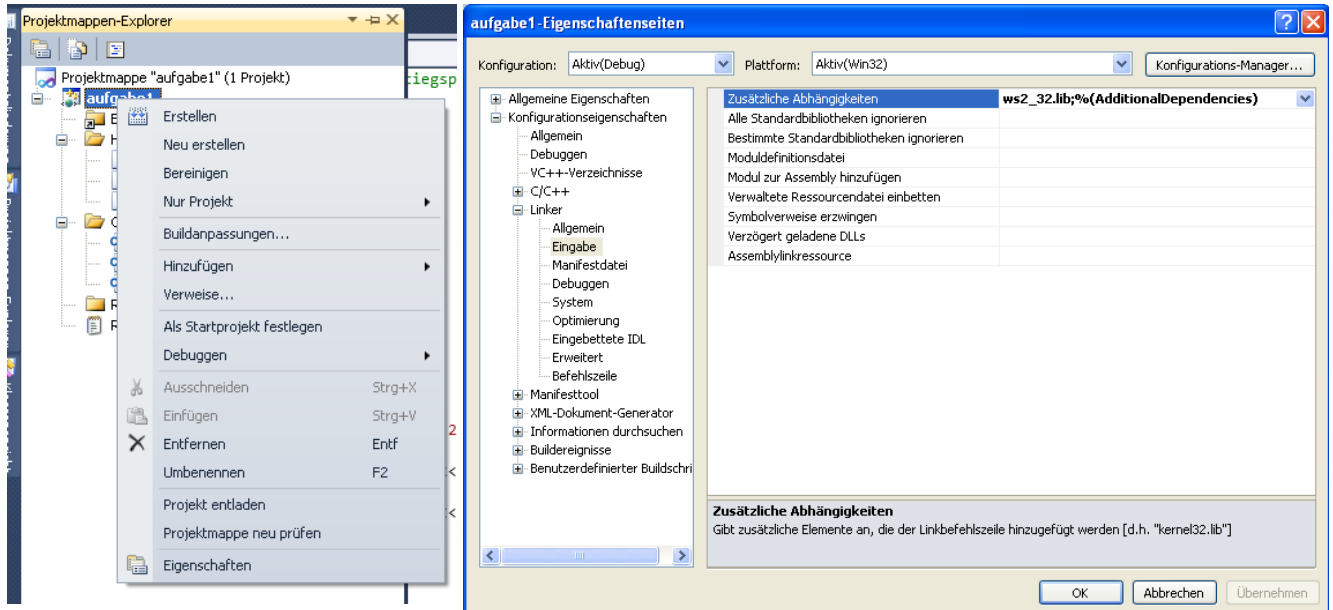 Projektmappen-Explorer
Projektmappe "aufgabe1" (1 Projekt)
iegsp
aufgabe1
Erstellen
Neu erstellen
Bereinigen
Nur Projekt
Buildanpassungen...
Hinzufügen
Verweise...
Als Startprojekt festlegen
Debuggen
Ausschneiden Strg+X
Einfügen Strg+V
Entfernen Entf
Umbenennen F2
Projekt entladen
Projektmappe neu prüfen
Eigenschaften
aufgabe1-Eigenschaftenseiten
Konfiguration: Aktiv(Debug) Plattform: Aktiv(Win32) Konfigurations-Manager...
Allgemeine Eigenschaften
Konfigurationseigenschaften
Allgemein
Debuggen
VC++-Verzeichnisse
C/C++
Linker
Allgemein
Eingabe
Manifestdatei
Debuggen
System
Optimierung
Eingebettete IDL
Erweitert
Befehlszeile
Manifesttool
XML-Dokument-Generator
Informationen durchsuchen
Buildereignisse
Benutzerdefinierter Buildschri
Zusätzliche Abhängigkeiten ws2_32.lib;%(AdditionalDependencies)
Alle Standardbibliotheken ignorieren
Bestimmte Standardbibliotheken ignorieren
Moduldefinitionsdatei
Modul zur Assembly hinzufügen
Verwaltete Ressourcendatei einbetten
Symbolverweise erzwingen
Verzögert geladene DLLs
Assemblylinkressource
Zusätzliche Abhängigkeiten
Gibt zusätzliche Elemente an, die der Linkbefehlszeile hinzugefügt werden [d.h. "kernel32.lib"]
OK Abbrechen Übernehmen